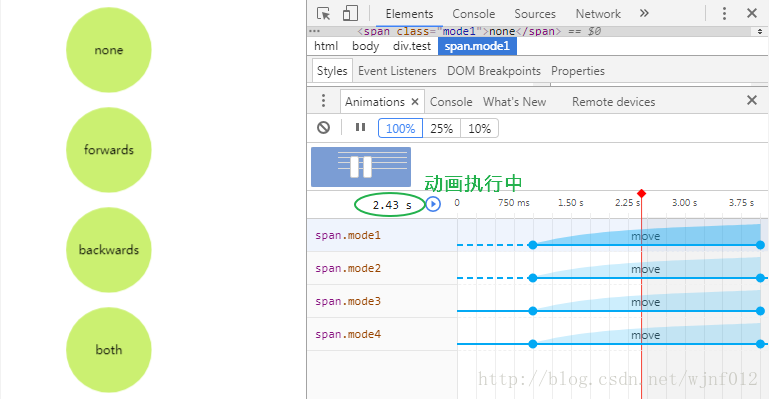 none
forwards
backwards
both
Elements Console Sources Network »
··· <span class="mode1">none</span> == $0
html body div.test span.mode1
Styles Event Listeners DOM Breakpoints Properties
Animations × Console What's New Remote devices
100% 25% 10%
动画执行中
2.43 s 0 750 ms 1.50 s 2.25 s 3.00 s 3.75 s
span.mode1 move
span.mode2 move
span.mode3 move
span.mode4 move
http://blog.csdn.net/wjnf012